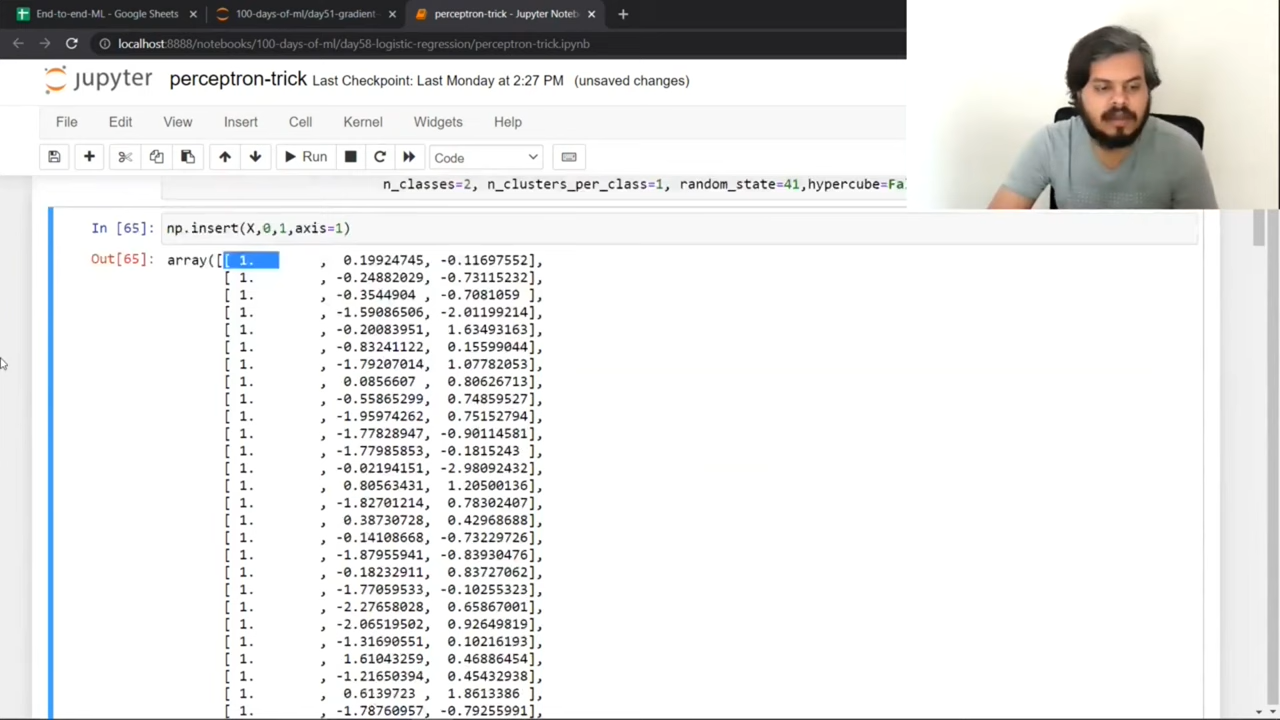 End-to-end-ML - Google Sheets
100-days-of-ml/day51-gradient
perceptron-trick - Jupyter Noteb
localhost:8888/notebooks/100-days-of-ml/day58-logistic-regression/perceptron-trick.ipynb
jupyter perceptron-trick Last Checkpoint: Last Monday at 2:27 PM (unsaved changes)
File Edit View Insert Cell Kernel Widgets Help
Run Code
n_classes=2, n_clusters_per_class=1, random_state=41,hypercube=Fa
In [65]: np.insert(X,0,1,axis=1)
Out[65]: array([[ 1. , 0.19924745, -0.11697552],
[ 1. , -0.24882029, -0.73115232],
[ 1. , -0.3544904 , -0.7081059 ],
[ 1. , -1.59086506, -2.01199214],
[ 1. , -0.20083951, 1.63493163],
[ 1. , -0.83241122, 0.15599044],
[ 1. , -1.79207014, 1.07782053],
[ 1. , 0.0856607 , 0.80626713],
[ 1. , -0.55865299, 0.74859527],
[ 1. , -1.95974262, 0.75152794],
[ 1. , -1.77828947, -0.90114581],
[ 1. , -1.77985853, -0.1815243 ],
[ 1. , -0.02194151, -2.98092432],
[ 1. , 0.80563431, 1.20500136],
[ 1. , -1.82701214, 0.78302407],
[ 1. , 0.38730728, 0.42968688],
[ 1. , -0.14108668, -0.73229726],
[ 1. , -1.87955941, -0.83930476],
[ 1. , -0.18232911, 0.83727062],
[ 1. , -1.77059533, -0.10255323],
[ 1. , -2.27658028, 0.65867001],
[ 1. , -2.06519502, 0.92649819],
[ 1. , -1.31690551, 0.10216193],
[ 1. , 1.61043259, 0.46886454],
[ 1. , -1.21650394, 0.45432938],
[ 1. , 0.6139723 , 1.8613386 ],
[ 1. , -1.78760957, -0.79255991],